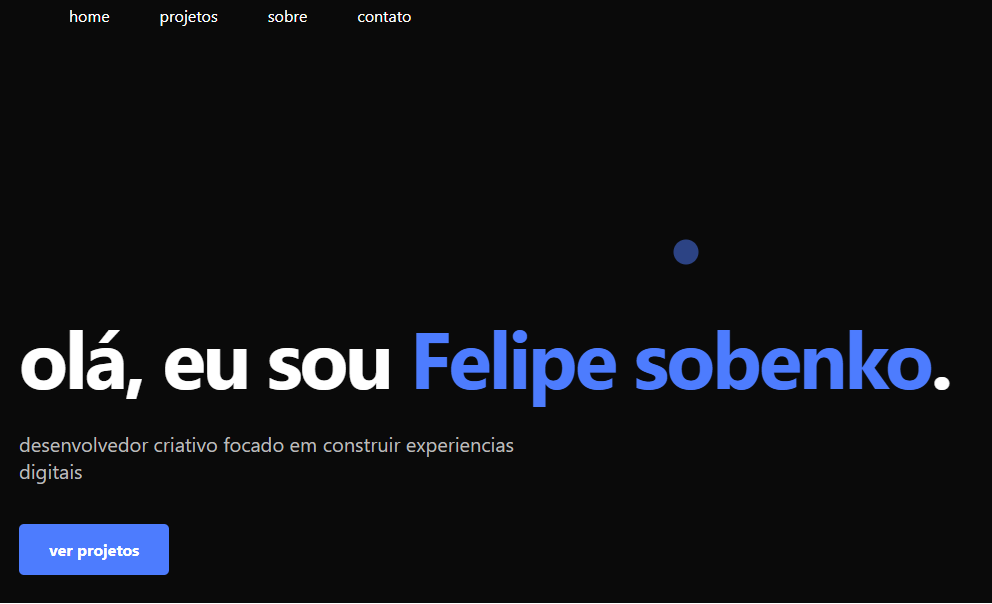 home projetos sobre contato
olá, eu sou Felipe sobenko.
desenvolvedor criativo focado em construir experiencias
digitais
ver projetos